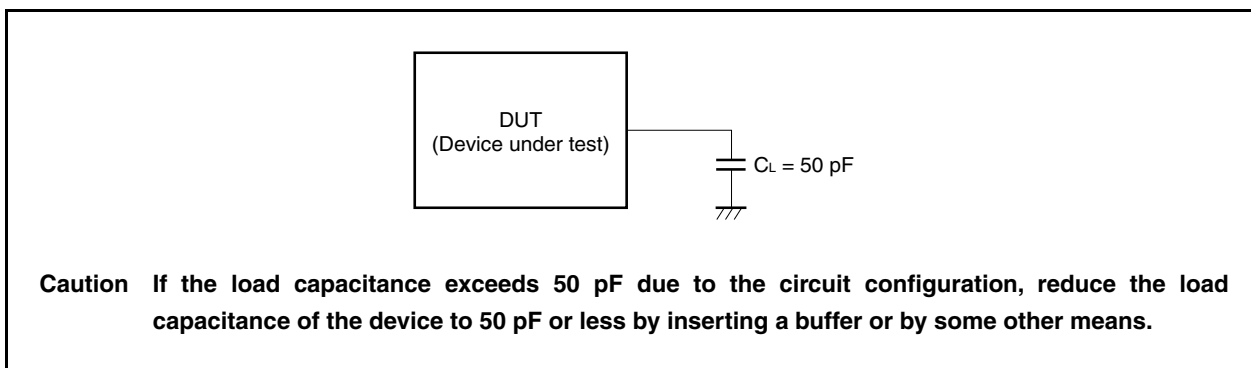 DUT
(Device under test)
CL = 50 pF
Caution If the load capacitance exceeds 50 pF due to the circuit configuration, reduce the load
capacitance of the device to 50 pF or less by inserting a buffer or by some other means.